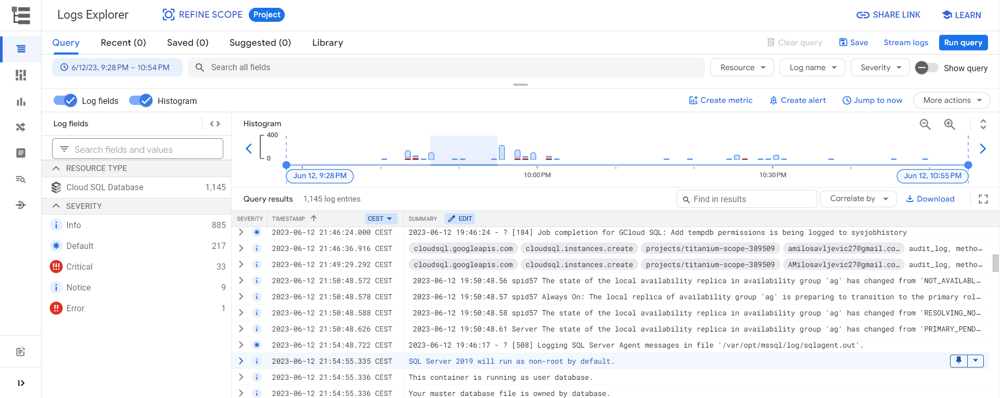 Logs Explorer
REFINE SCOPE
Project
SHARE LINK
LEARN
Query
Recent (0)
Saved (0)
Suggested (0)
Library
Clear query
Save
Stream logs
Run query
6/12/23, 9:28 PM – 10:54 PM
Search all fields
Resource
Log name
Severity
Show query
Log fields
Histogram
Create metric
Create alert
Jump to now
More actions
Log fields
Search fields and values
RESOURCE TYPE
Cloud SQL Database 1,145
SEVERITY
Info 885
Default 217
Critical 33
Notice 9
Error 1
Histogram
400
0
10:00 PM
10:30 PM
Jun 12, 9:28 PM
Jun 12, 10:55 PM
Query results
1,145 log entries
Find in results
Correlate by
Download
SEVERITY TIMESTAMP CEST SUMMARY EDIT
2023-06-12 21:46:24.000 CEST 2023-06-12 19:46:24 - ? [184] Job completion for GCloud SQL: Add tempdb permissions is being logged to sysjobhistory
2023-06-12 21:46:36.916 CEST cloudsql.googleapis.com cloudsql.instances.create projects/titanium-scope-389509 amilosavljevic27@gmail.co… audit_log, metho…
2023-06-12 21:49:29.292 CEST cloudsql.googleapis.com cloudsql.instances.create projects/titanium-scope-389509 AMilosavljevic27@gmail.co… audit_log, metho…
2023-06-12 21:50:48.572 CEST 2023-06-12 19:50:48.56 spid57 The state of the local availability replica in availability group 'ag' has changed from 'NOT_AVAILABL…
2023-06-12 21:50:48.578 CEST 2023-06-12 19:50:48.57 spid57 Always On: The local replica of availability group 'ag' is preparing to transition to the primary rol…
2023-06-12 21:50:48.588 CEST 2023-06-12 19:50:48.58 spid57 The state of the local availability replica in availability group 'ag' has changed from 'RESOLVING_NO…
2023-06-12 21:50:48.626 CEST 2023-06-12 19:50:48.61 Server The state of the local availability replica in availability group 'ag' has changed from 'PRIMARY_PEND…
2023-06-12 21:54:48.722 CEST 2023-06-12 19:46:17 - ? [508] Logging SQL Server Agent messages in file '/var/opt/mssql/log/sqlagent.out'.
2023-06-12 21:54:55.335 CEST SQL Server 2019 will run as non-root by default.
2023-06-12 21:54:55.336 CEST This container is running as user database.
2023-06-12 21:54:55.336 CEST Your master database file is owned by database.